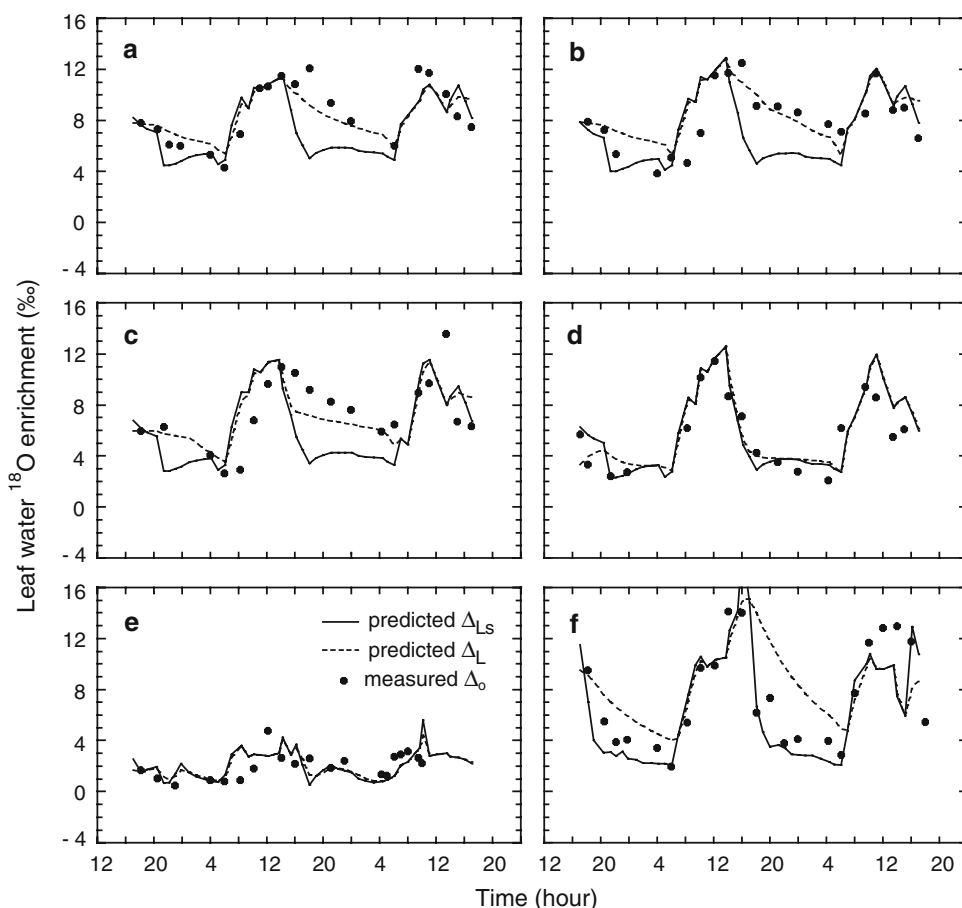 16
12
8
4
0
- 4
a
b
16
12
8
4
0
- 4
c
d
16
12
8
4
0
- 4
e
predicted Δ_Ls
predicted Δ_L
measured Δ_o
f
12 20 4 12 20 4 12 20
20 4 12 20 4 12 20
Time (hour)
Leaf water ¹⁸O enrichment (‰)